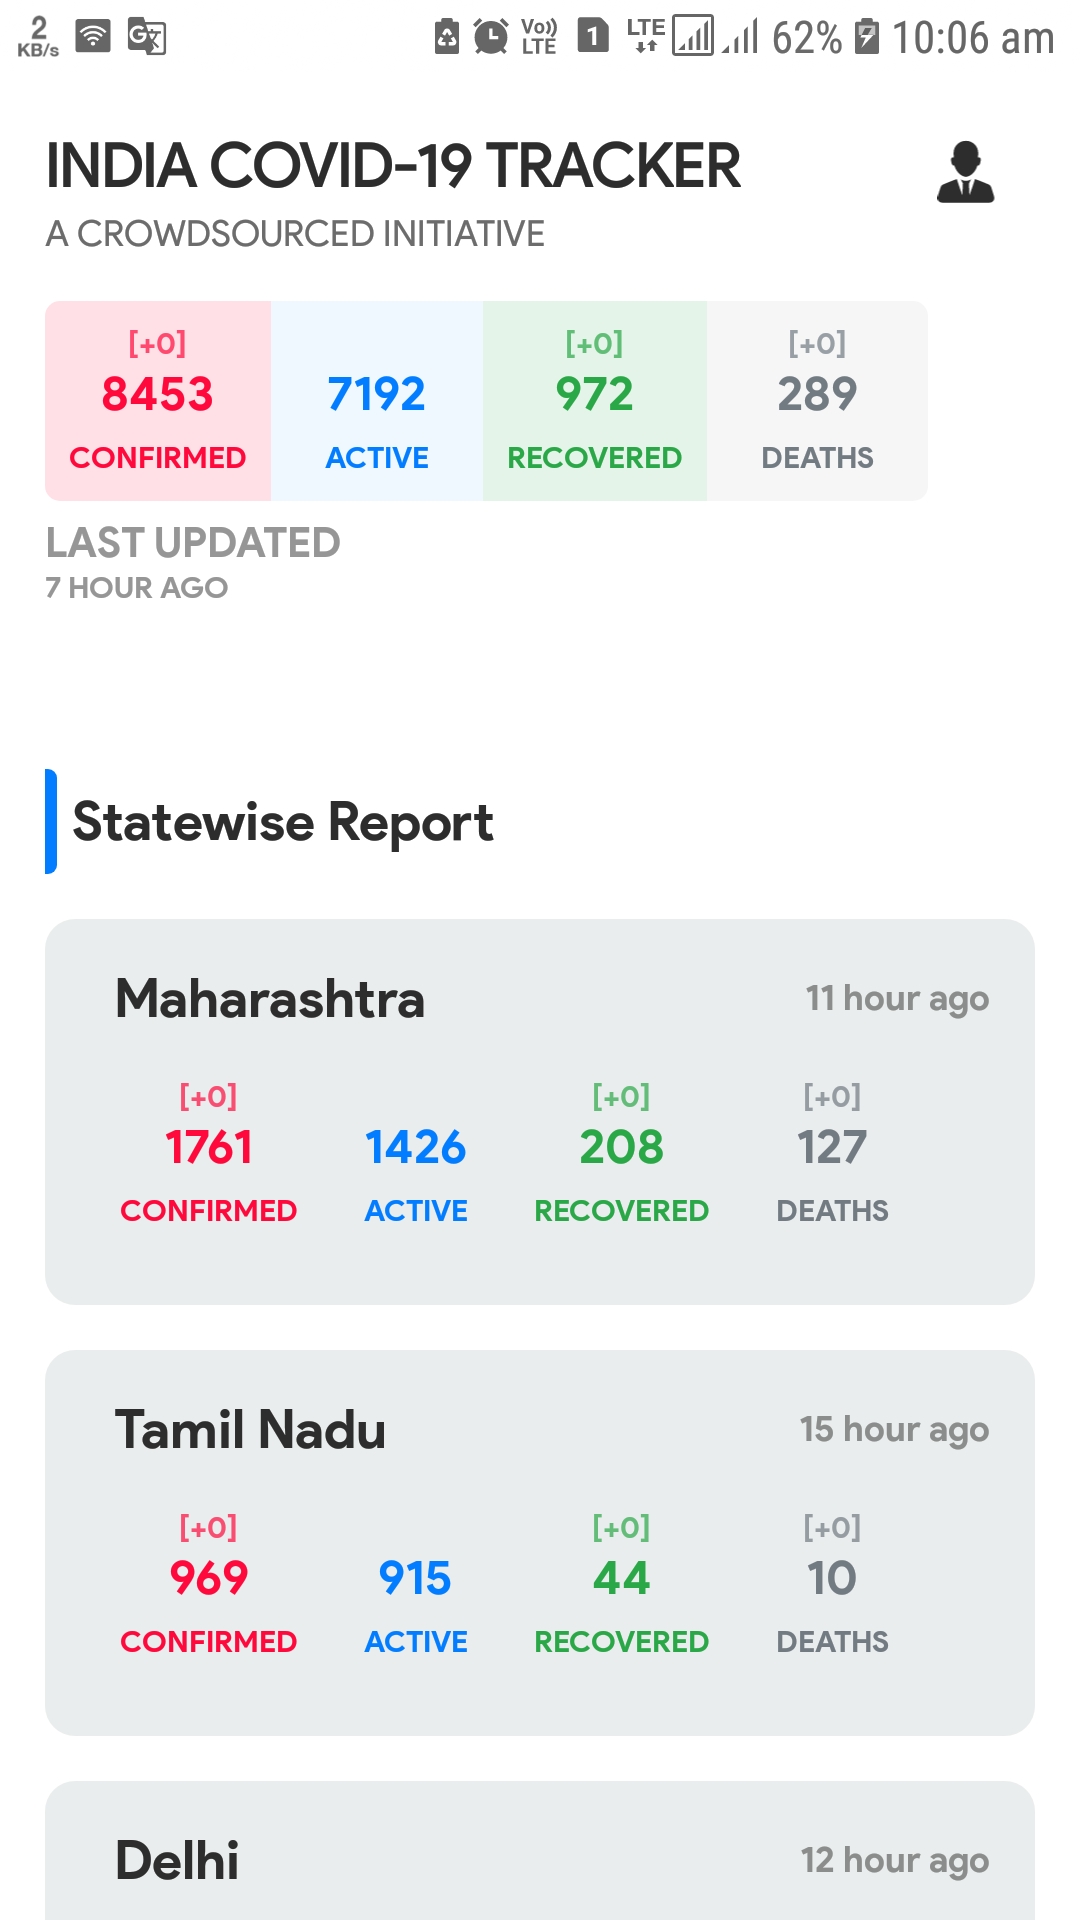 2
KB/s
Vo))
LTE
1
LTE
62%
10:06 am
INDIA COVID-19 TRACKER
A CROWDSOURCED INITIATIVE
[+0] [+0] [+0]
8453 7192 972 289
CONFIRMED ACTIVE RECOVERED DEATHS
LAST UPDATED
7 HOUR AGO
Statewise Report
Maharashtra 11 hour ago
[+0] [+0] [+0]
1761 1426 208 127
CONFIRMED ACTIVE RECOVERED DEATHS
Tamil Nadu 15 hour ago
[+0] [+0] [+0]
969 915 44 10
CONFIRMED ACTIVE RECOVERED DEATHS
Delhi 12 hour ago